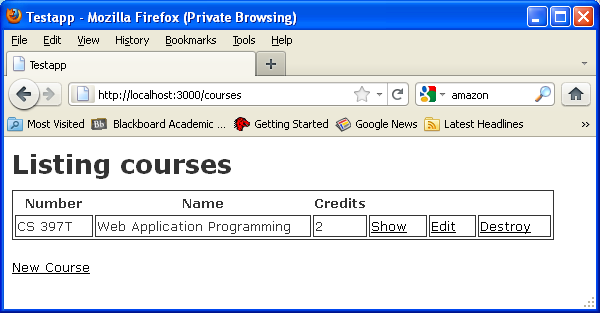 Testapp - Mozilla Firefox (Private Browsing)
File Edit View History Bookmarks Tools Help
Testapp
http://localhost:3000/courses amazon
Most Visited Bb Blackboard Academic ... Getting Started Google News Latest Headlines »
Listing courses
Number Name Credits
CS 397T Web Application Programming 2 Show Edit Destroy
New Course